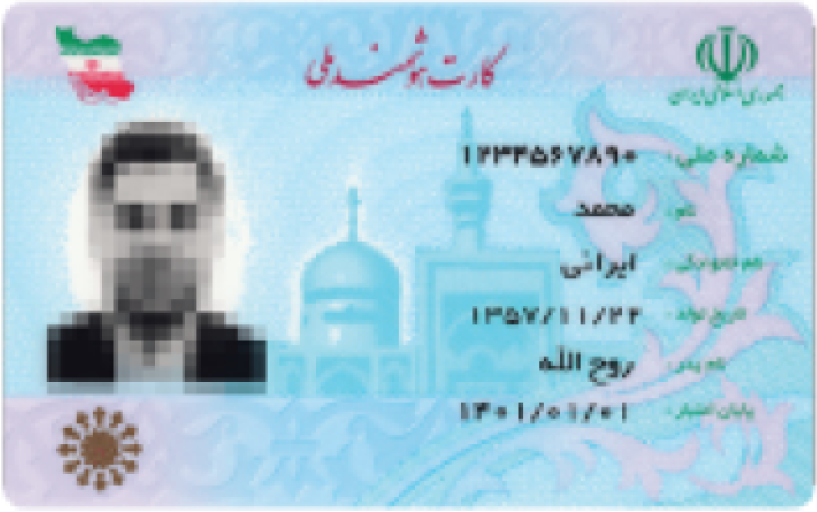 کارت هوشمند ملی
جمهوری اسلامی ایران
شماره ملی: ۱۲۳۴۵۶۷۸۹۰
نام: محمد
نام خانوادگی: ایرانی
تاریخ تولد: ۱۳۵۷/۱۱/۲۲
نام پدر: روح الله
پایان اعتبار: ۱۴۰۱/۰۱/۰۱